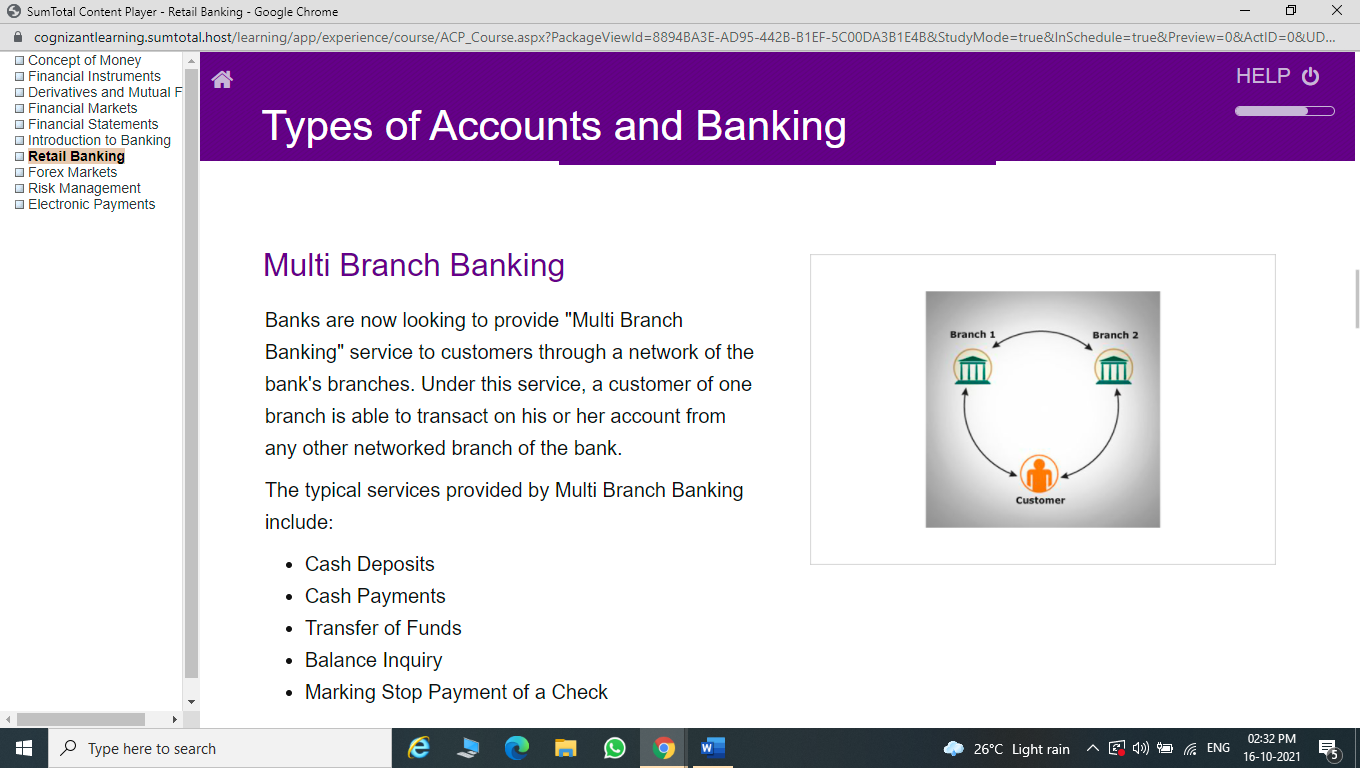 SumTotal Content Player - Retail Banking - Google Chrome
cognizantlearning.sumtotal.host/learning/app/experience/course/ACP_Course.aspx?PackageViewId=8894BA3E-AD95-442B-B1EF-5C00DA3B1E4B&StudyMode=true&InSchedule=true&Preview=0&ActID=0&UD...
Concept of Money
Financial Instruments
Derivatives and Mutual F
Financial Markets
Financial Statements
Introduction to Banking
Retail Banking
Forex Markets
Risk Management
Electronic Payments
HELP
Types of Accounts and Banking
Multi Branch Banking
Banks are now looking to provide "Multi Branch
Banking" service to customers through a network of the
bank's branches. Under this service, a customer of one
branch is able to transact on his or her account from
any other networked branch of the bank.
The typical services provided by Multi Branch Banking
include:
• Cash Deposits
• Cash Payments
• Transfer of Funds
• Balance Inquiry
• Marking Stop Payment of a Check
Branch 1
Branch 2
Customer
Type here to search
W
26°C Light rain
ENG
02:32 PM
16-10-2021
5